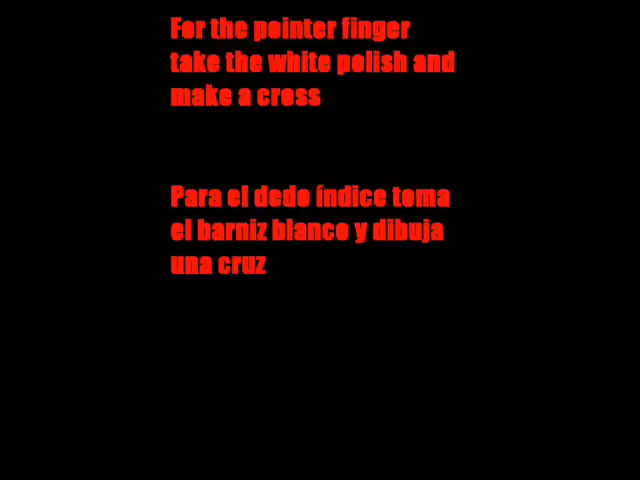 For the pointer finger
take the white polish and
make a cross
Para el dedo índice toma
el barniz blanco y dibuja
una cruz